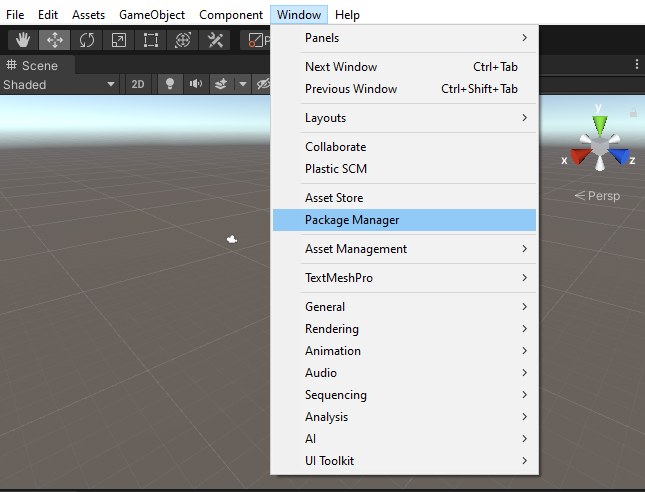 File Edit Assets GameObject Component Window Help
Panels
Scene
Next Window Ctrl+Tab
Shaded 2D
Previous Window Ctrl+Shift+Tab
Layouts
y
Collaborate
x z
Plastic SCM
Asset Store
Persp
Package Manager
Asset Management
TextMeshPro
General
Rendering
Animation
Audio
Sequencing
Analysis
AI
UI Toolkit